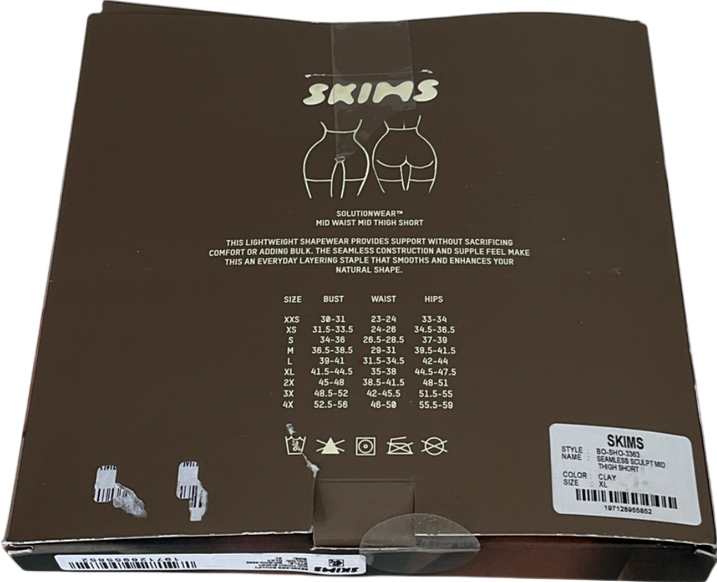 SKIMS
SOLUTIONWEAR™
MID WAIST MID THIGH SHORT
THIS LIGHTWEIGHT SHAPEWEAR PROVIDES SUPPORT WITHOUT SACRIFICING
COMFORT OR ADDING BULK. THE SEAMLESS CONSTRUCTION AND SUPPLE FEEL MAKE
THIS AN EVERYDAY LAYERING STAPLE THAT SMOOTHS AND ENHANCES YOUR
NATURAL SHAPE.
SIZE BUST WAIST HIPS
XXS 30-31 23-24 33-34
XS 31.5-33.5 24-26 34.5-36.5
S 34-36 26.5-28.5 37-39
M 36.5-38.5 29-31 39.5-41.5
L 39-41 31.5-34.5 42-44
XL 41.5-44.5 35-38 44.5-47.5
2X 45-48 38.5-41.5 48-51
3X 48.5-52 42-45.5 51.5-55
4X 52.5-56 46-50 55.5-59
SKIMS
STYLE : BO-SHO-3363
NAME : SEAMLESS SCULPT MID
THIGH SHORT
COLOR : CLAY
SIZE : XL
197128955852
SKIMS